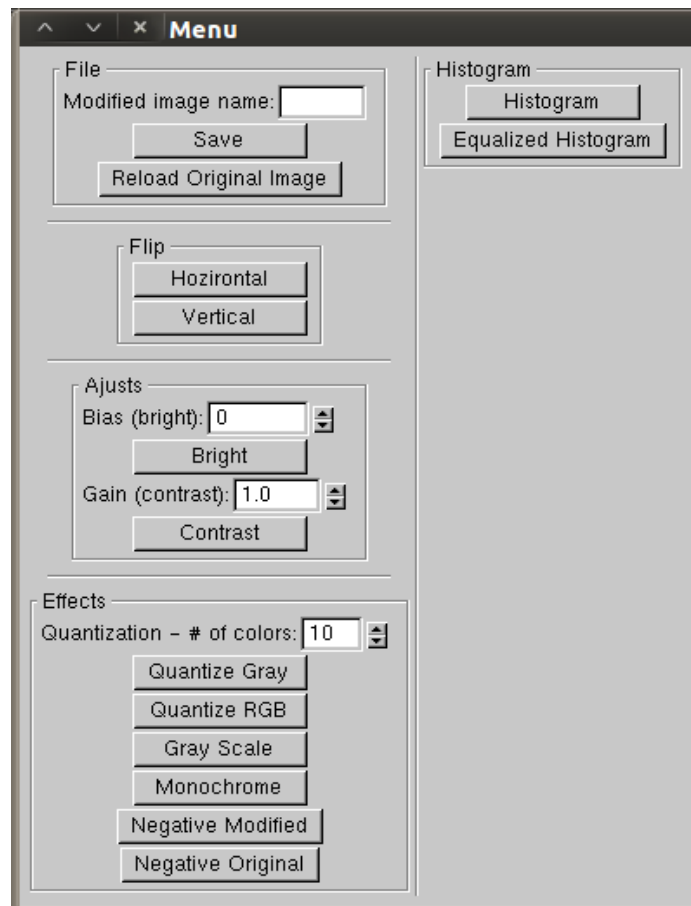 Menu
File
Modified image name:
Save
Reload Original Image
Flip
Hozirontal
Vertical
Ajusts
Bias (bright): 0
Bright
Gain (contrast): 1.0
Contrast
Effects
Quantization - # of colors: 10
Quantize Gray
Quantize RGB
Gray Scale
Monochrome
Negative Modified
Negative Original
Histogram
Histogram
Equalized Histogram